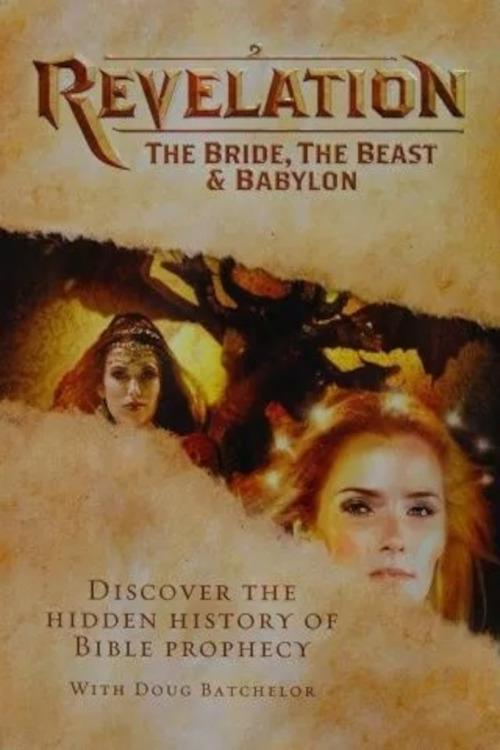 REVELATION
THE BRIDE, THE BEAST
& BABYLON
DISCOVER THE
HIDDEN HISTORY OF
BIBLE PROPHECY
WITH DOUG BATCHELOR